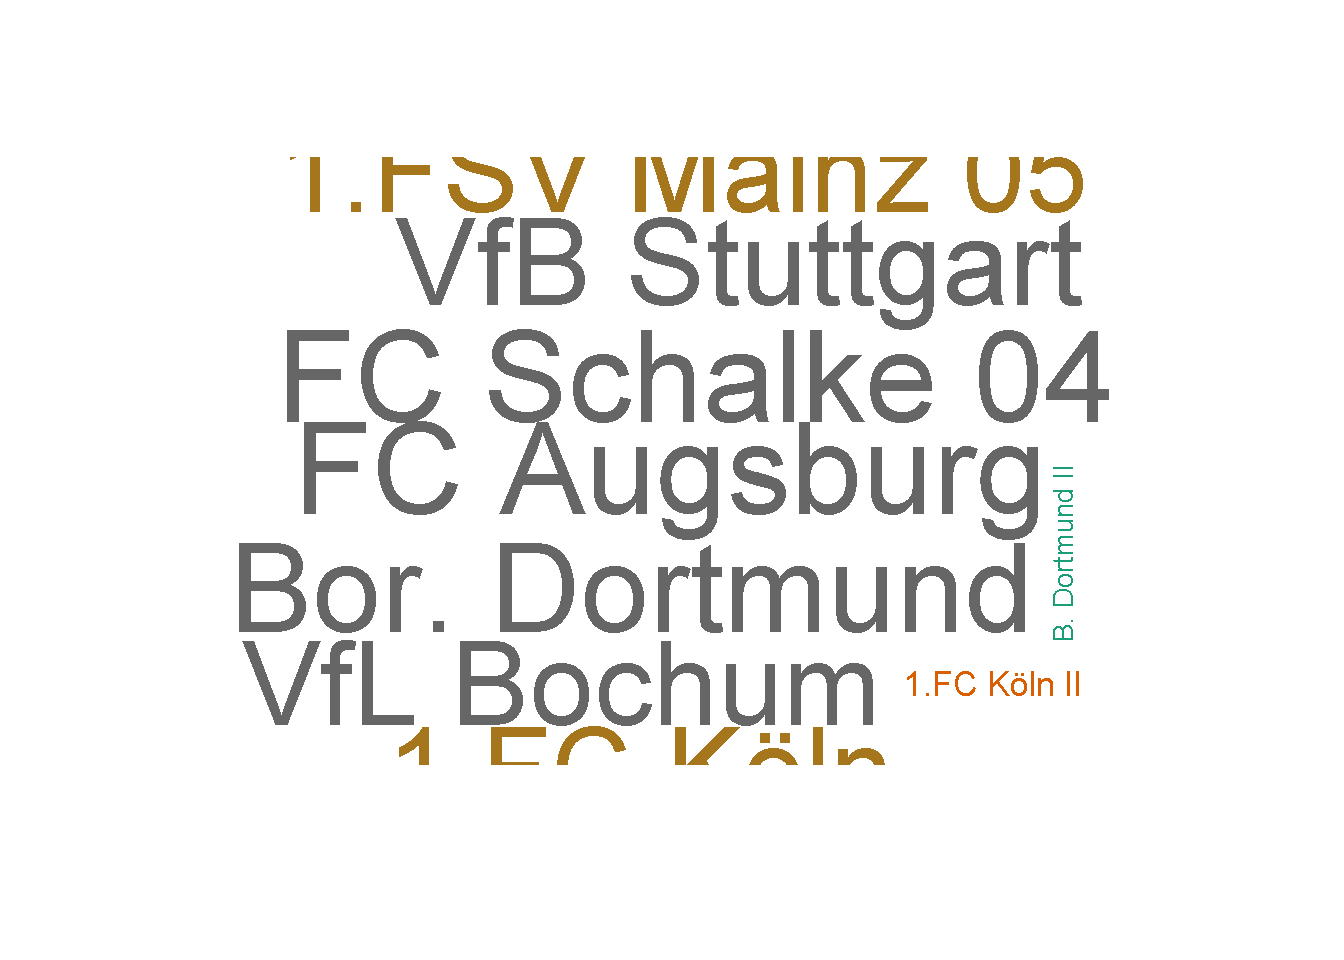 1.FSV Mainz 05
VfB Stuttgart
FC Schalke 04
FC Augsburg
B. Dortmund II
Bor. Dortmund
VfL Bochum
1.FC Köln II
1.FC Köln